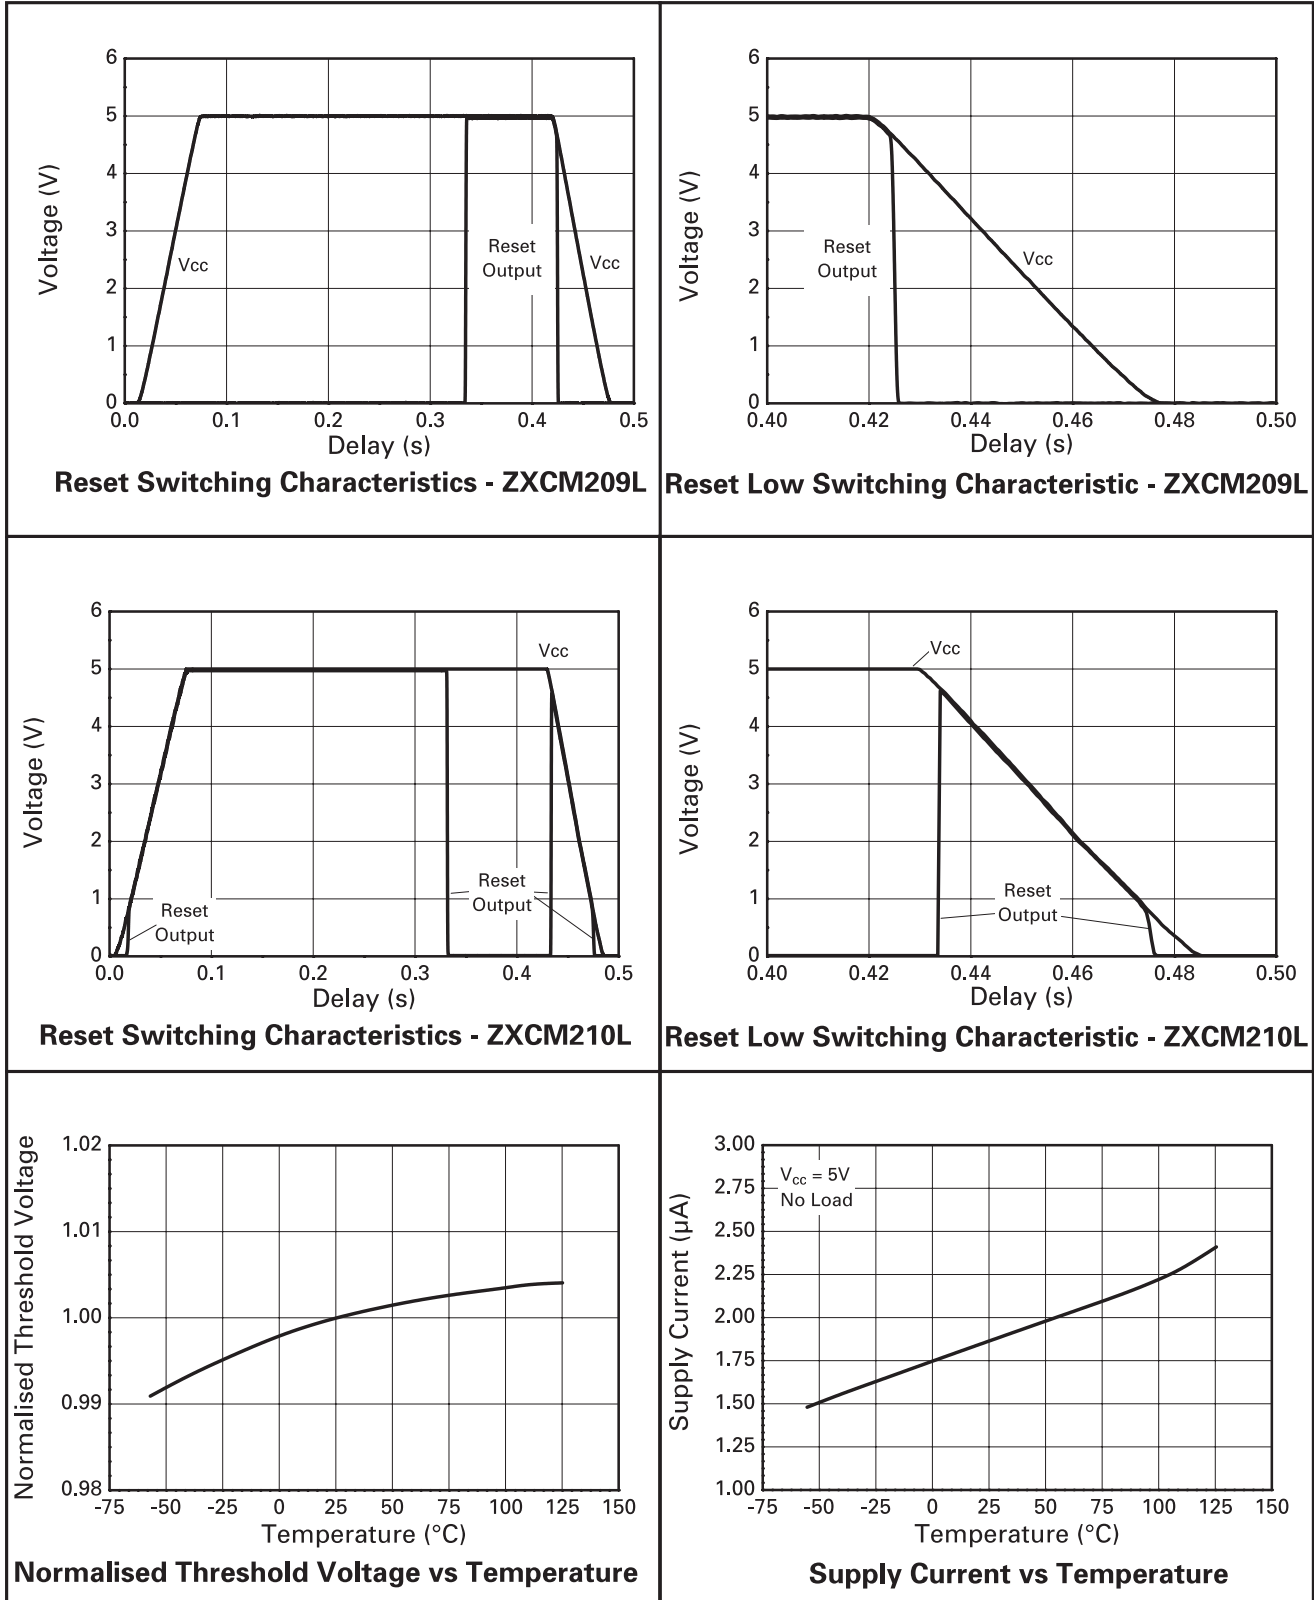 6
5
4
3
2
1
0
Voltage (V)
Vcc
Reset
Output
Vcc
0.0
0.1
0.2
0.3
0.4
0.5
Delay (s)
Reset Switching Characteristics - ZXCM209L
6
5
4
3
2
1
0
Voltage (V)
Reset
Output
Vcc
0.40
0.42
0.44
0.46
0.48
0.50
Delay (s)
Reset Low Switching Characteristic - ZXCM209L
6
5
4
3
2
1
0
Voltage (V)
Vcc
Reset
Output
Reset
Output
0.0
0.1
0.2
0.3
0.4
0.5
Delay (s)
Reset Switching Characteristics - ZXCM210L
6
5
4
3
2
1
0
Voltage (V)
Vcc
Reset
Output
0.40
0.42
0.44
0.46
0.48
0.50
Delay (s)
Reset Low Switching Characteristic - ZXCM210L
1.02
1.01
1.00
0.99
0.98
Normalised Threshold Voltage
-75
-50
-25
0
25
50
75
100
125
150
Temperature (°C)
Normalised Threshold Voltage vs Temperature
3.00
2.75
2.50
2.25
2.00
1.75
1.50
1.25
1.00
Supply Current (µA)
Vcc = 5V
No Load
-75
-50
-25
0
25
50
75
100
125
150
Temperature (°C)
Supply Current vs Temperature